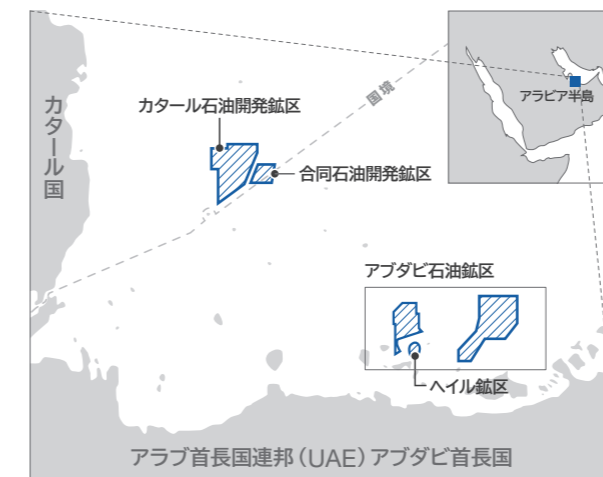 カタール国
カタール石油開発鉱区
国境
アラビア半島
合同石油開発鉱区
アブダビ石油鉱区
ヘイル鉱区
アラブ首長国連邦（UAE）アブダビ首長国